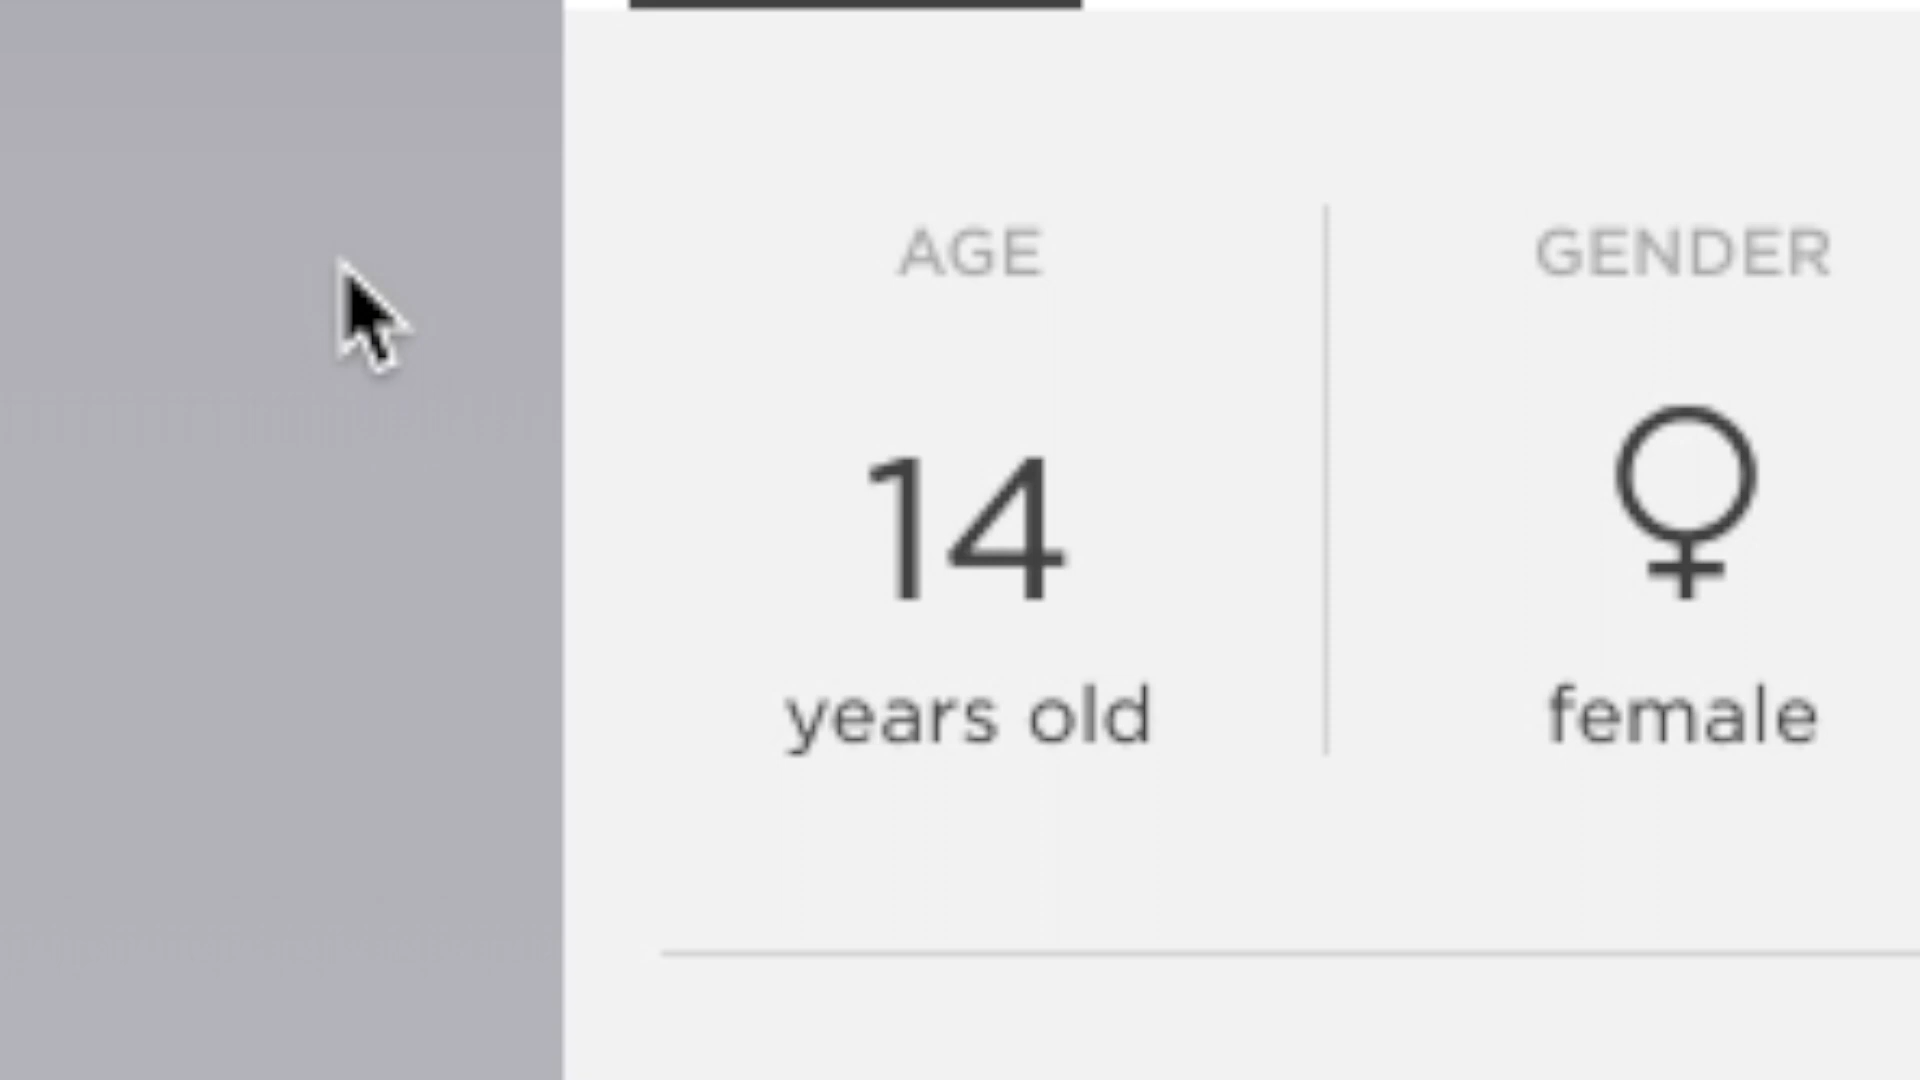 AGE
GENDER
14
♀
years old
female